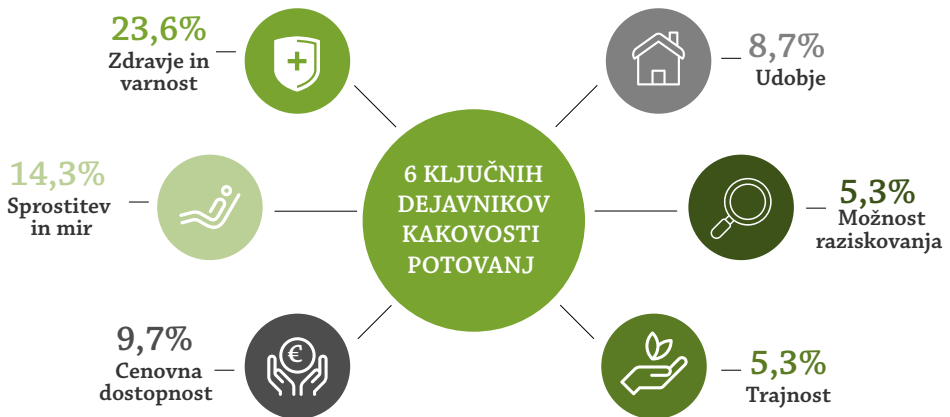 23,6%
Zdravje in
varnost
14,3%
Sprostitev
in mir
9,7%
Cenovna
dostopnost
€
6 KLJUČNIH
DEJAVNIKOV
KAKOVOSTI
POTOVANJ
8,7%
Udobje
5,3%
Možnost
raziskovanja
5,3%
Trajnost